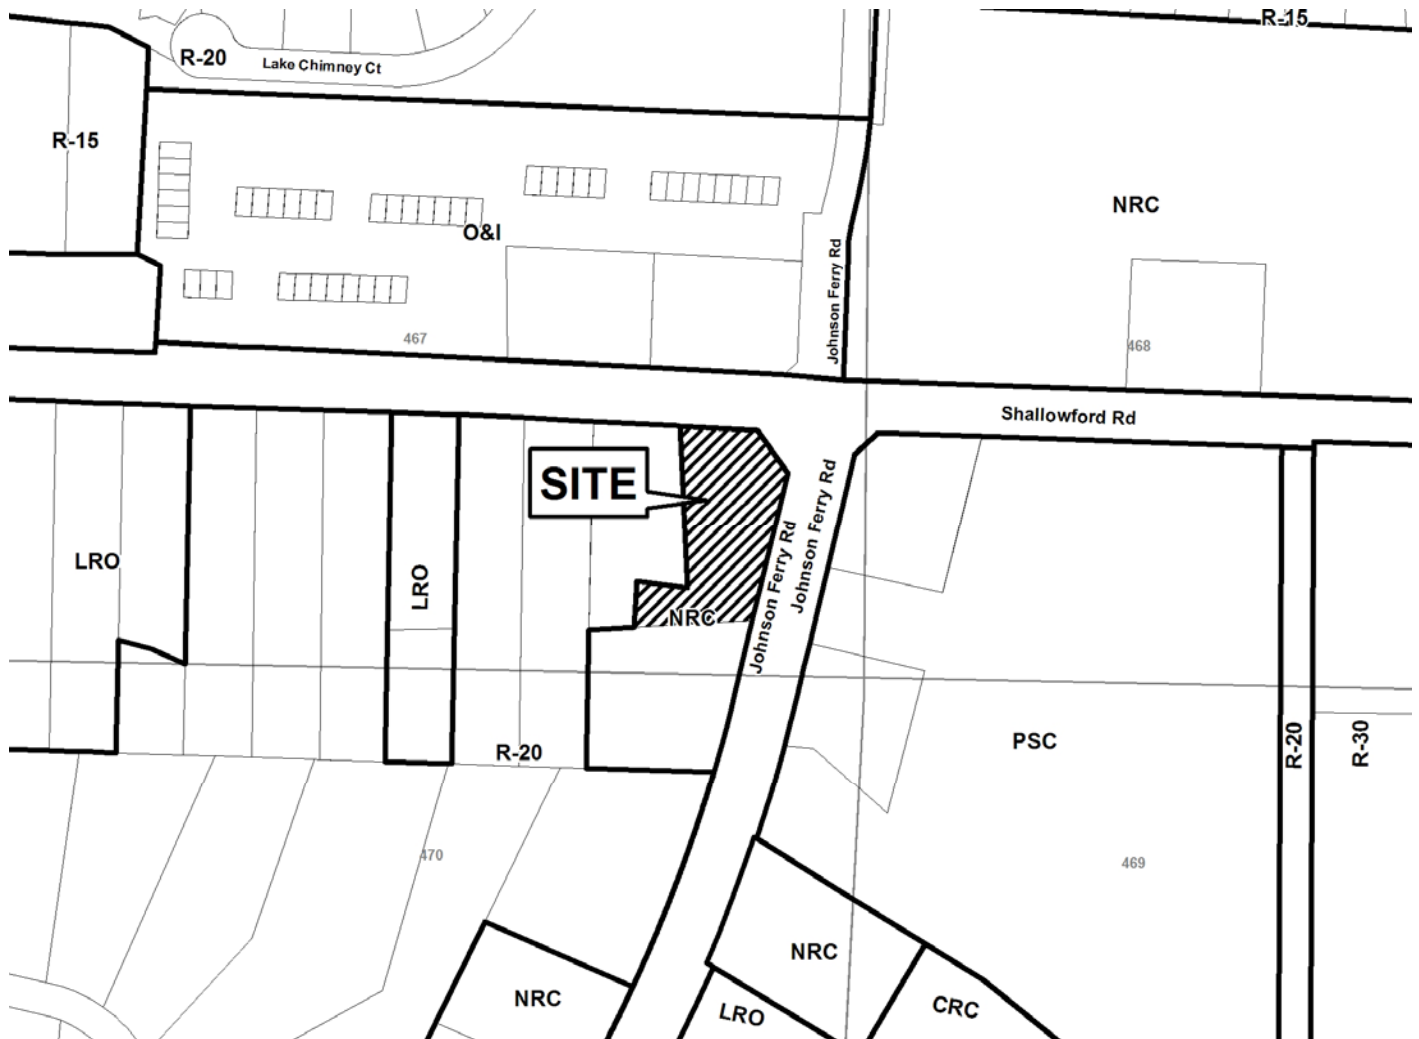 R-15
R-20
Lake Chimney Ct
R-15
NRC
O&I
Johnson Ferry Rd
467
468
Shallowford Rd
SITE
LRO
LRO
NRC
Johnson Ferry Rd
Johnson Ferry Rd
R-20
PSC
R-20
R-30
470
469
NRC
NRC
CRC
LRO